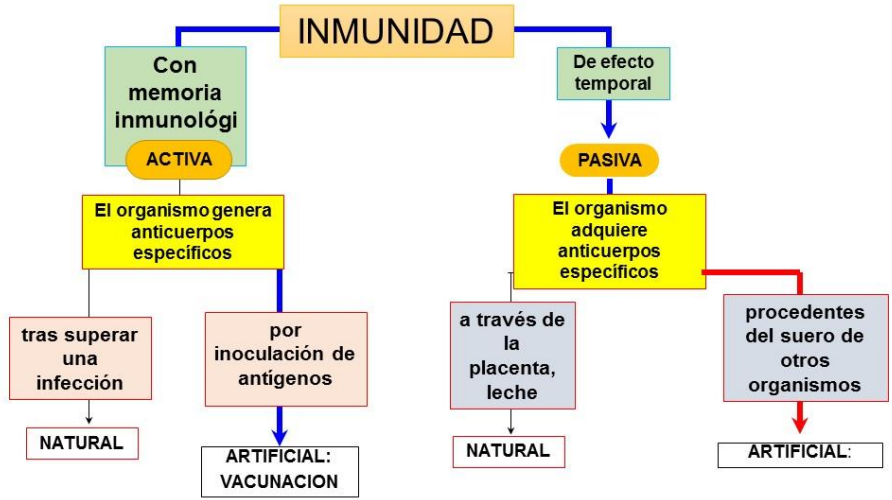 INMUNIDAD
Con
memoria
inmunológi
ACTIVA
El organismo genera
anticuerpos
específicos
tras superar
una
infección
NATURAL
por
inoculación de
antígenos
ARTIFICIAL:
VACUNACION
De efecto
temporal
PASIVA
El organismo
adquiere
anticuerpos
específicos
a través de
la
placenta,
leche
NATURAL
procedentes
del suero de
otros
organismos
ARTIFICIAL: